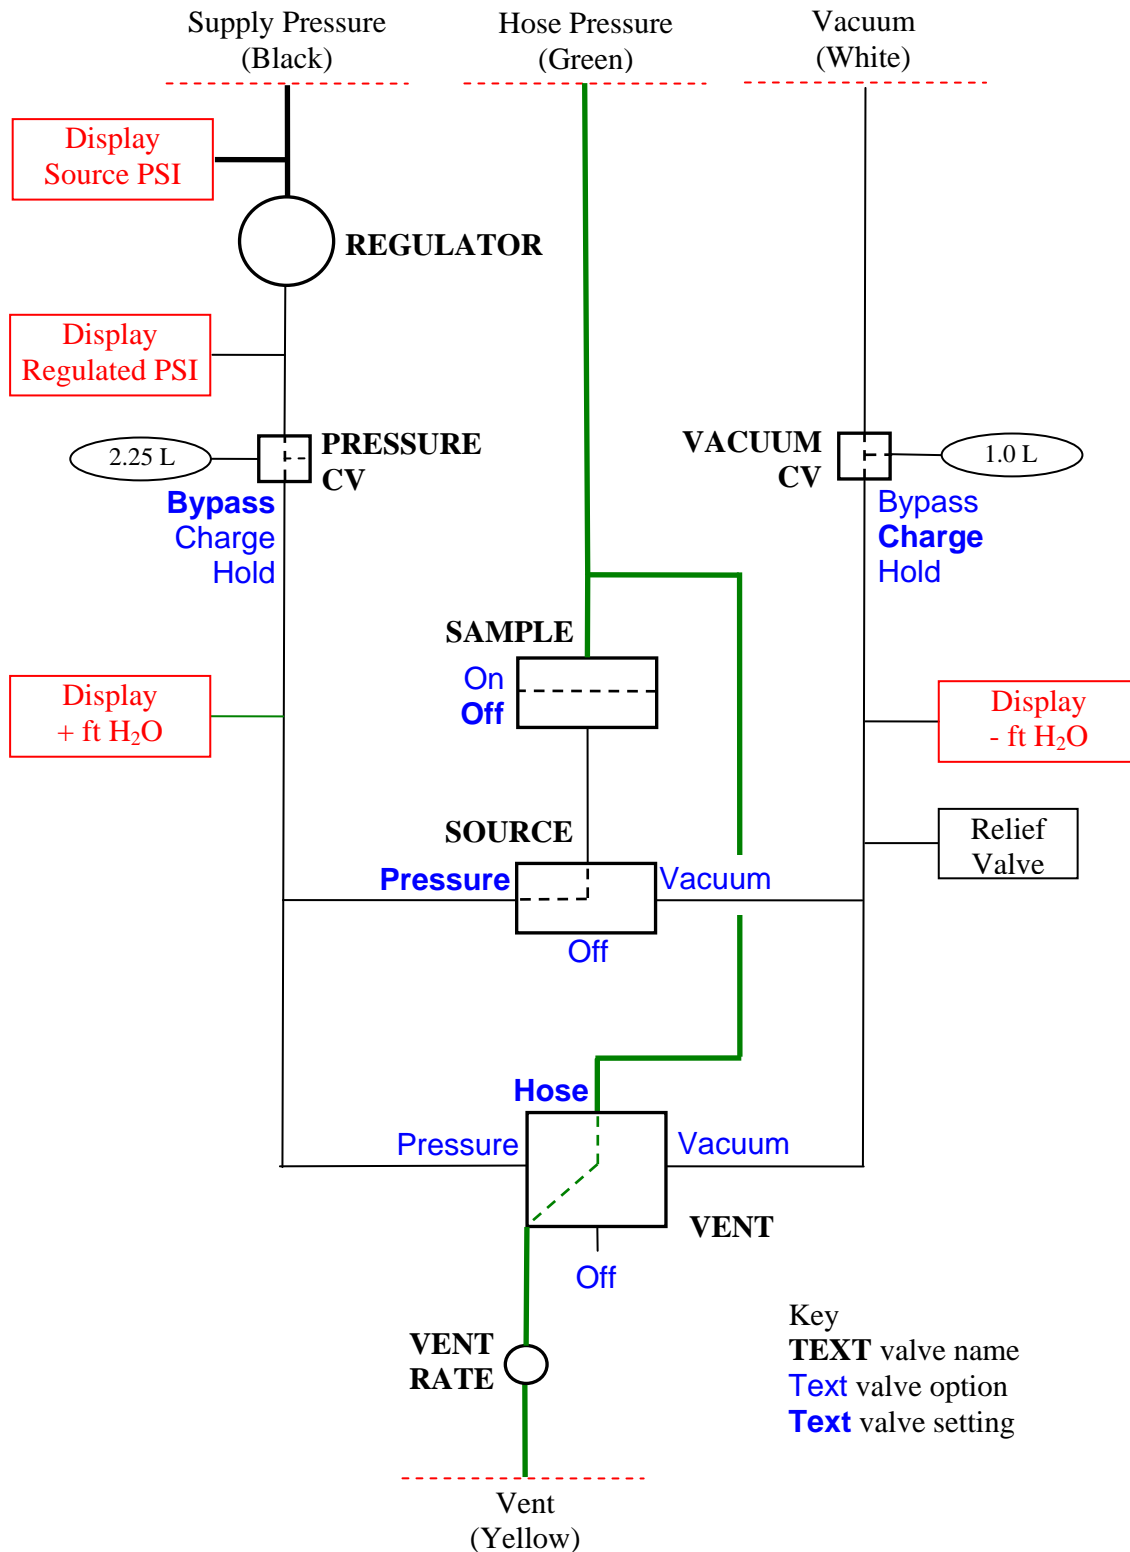 Supply Pressure
(Black)
Hose Pressure
(Green)
Vacuum
(White)
Display
Source PSI
REGULATOR
Display
Regulated PSI
2.25 L
PRESSURE
CV
Bypass
Charge
Hold
VACUUM
CV
1.0 L
Bypass
Charge
Hold
SAMPLE
On
Off
Display
+ ft H₂O
Display
- ft H₂O
Relief
Valve
SOURCE
Pressure
Vacuum
Off
Hose
Pressure
Vacuum
VENT
Off
VENT
RATE
Key
TEXT valve name
Text valve option
Text valve setting
Vent
(Yellow)